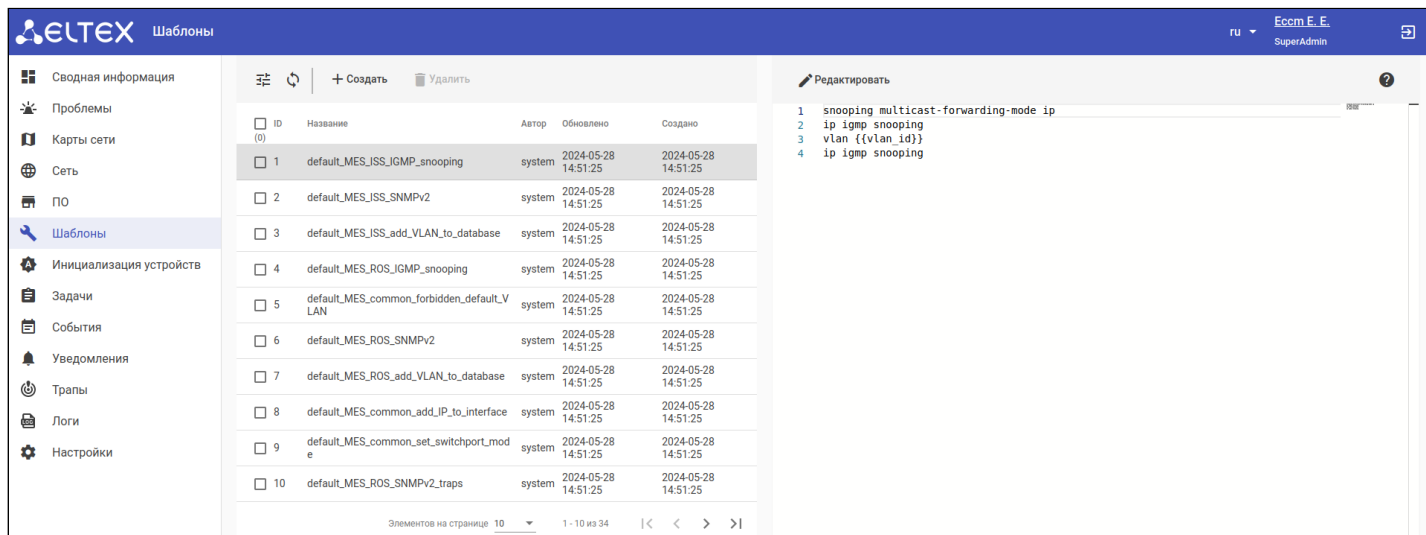 ELTEX Шаблоны
ru
Eccm E. E.
SuperAdmin
Сводная информация
Проблемы
Карты сети
Сеть
ПО
Шаблоны
Инициализация устройств
Задачи
События
Уведомления
Трапы
Логи
Настройки
+ Создать Удалить
ID Название Автор Обновлено Создано
(0)
1 default_MES_ISS_IGMP_snooping system 2024-05-28 2024-05-28
14:51:25 14:51:25
2 default_MES_ISS_SNMPv2 system 2024-05-28 2024-05-28
14:51:25 14:51:25
3 default_MES_ISS_add_VLAN_to_database system 2024-05-28 2024-05-28
14:51:25 14:51:25
4 default_MES_ROS_IGMP_snooping system 2024-05-28 2024-05-28
14:51:25 14:51:25
5 default_MES_common_forbidden_default_V system 2024-05-28 2024-05-28
LAN 14:51:25 14:51:25
6 default_MES_ROS_SNMPv2 system 2024-05-28 2024-05-28
14:51:25 14:51:25
7 default_MES_ROS_add_VLAN_to_database system 2024-05-28 2024-05-28
14:51:25 14:51:25
8 default_MES_common_add_IP_to_interface system 2024-05-28 2024-05-28
14:51:25 14:51:25
9 default_MES_common_set_switchport_mod system 2024-05-28 2024-05-28
e 14:51:25 14:51:25
10 default_MES_ROS_SNMPv2_traps system 2024-05-28 2024-05-28
14:51:25 14:51:25
Элементов на странице 10 1 - 10 из 34
Редактировать ?
1 snooping multicast-forwarding-mode ip
2 ip igmp snooping
3 vlan {{vlan_id}}
4 ip igmp snooping